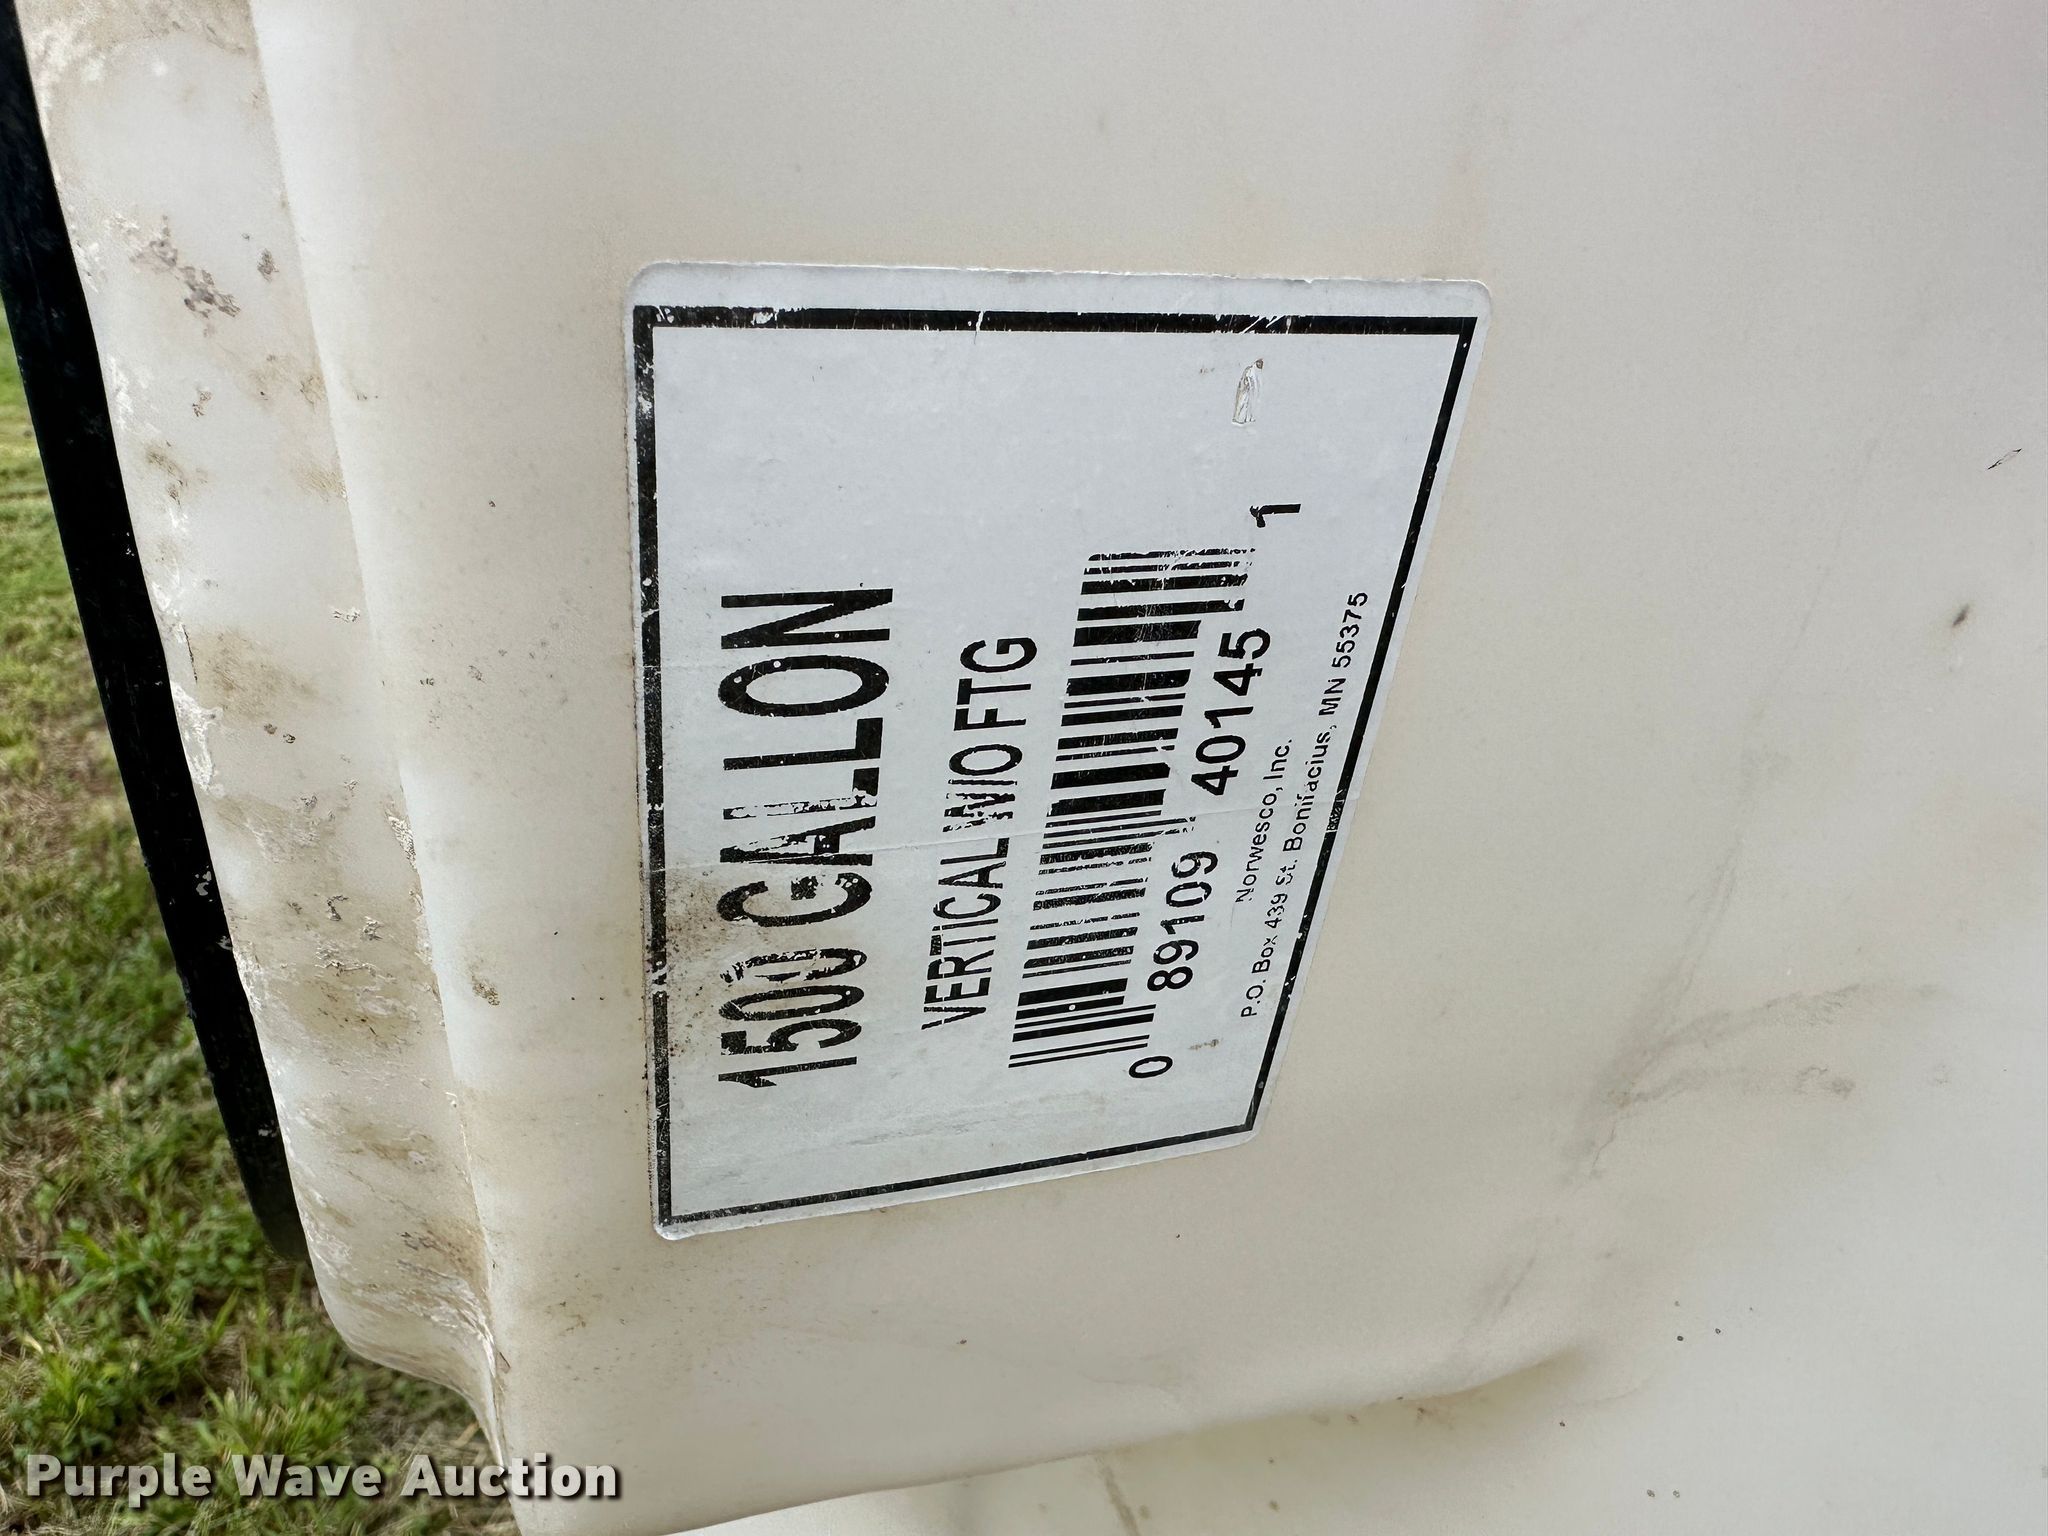 1500 GALLON
VERTICAL W/O FTG
0 89109 40145 1
Norwesco, Inc.
P.O. Box 439 St. Bonifacius, MN 55375
Purple Wave Auction